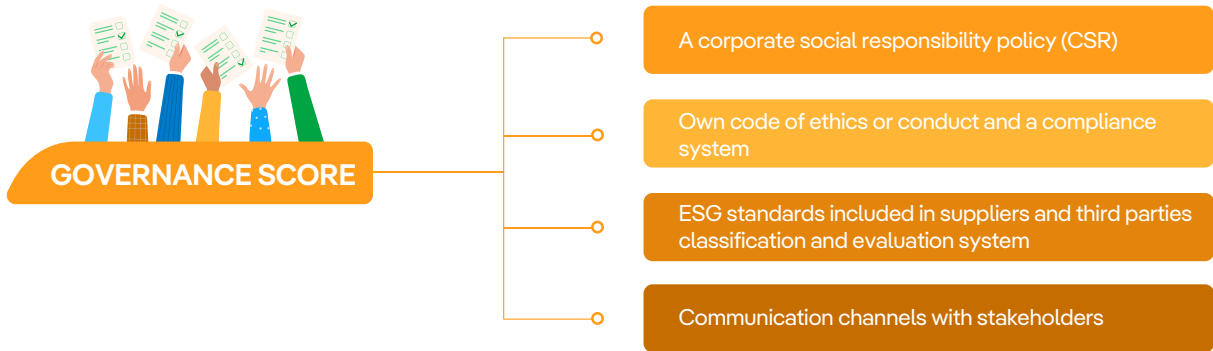 GOVERNANCE SCORE
A corporate social responsibility policy (CSR)
Own code of ethics or conduct and a compliance
system
ESG standards included in suppliers and third parties
classification and evaluation system
Communication channels with stakeholders